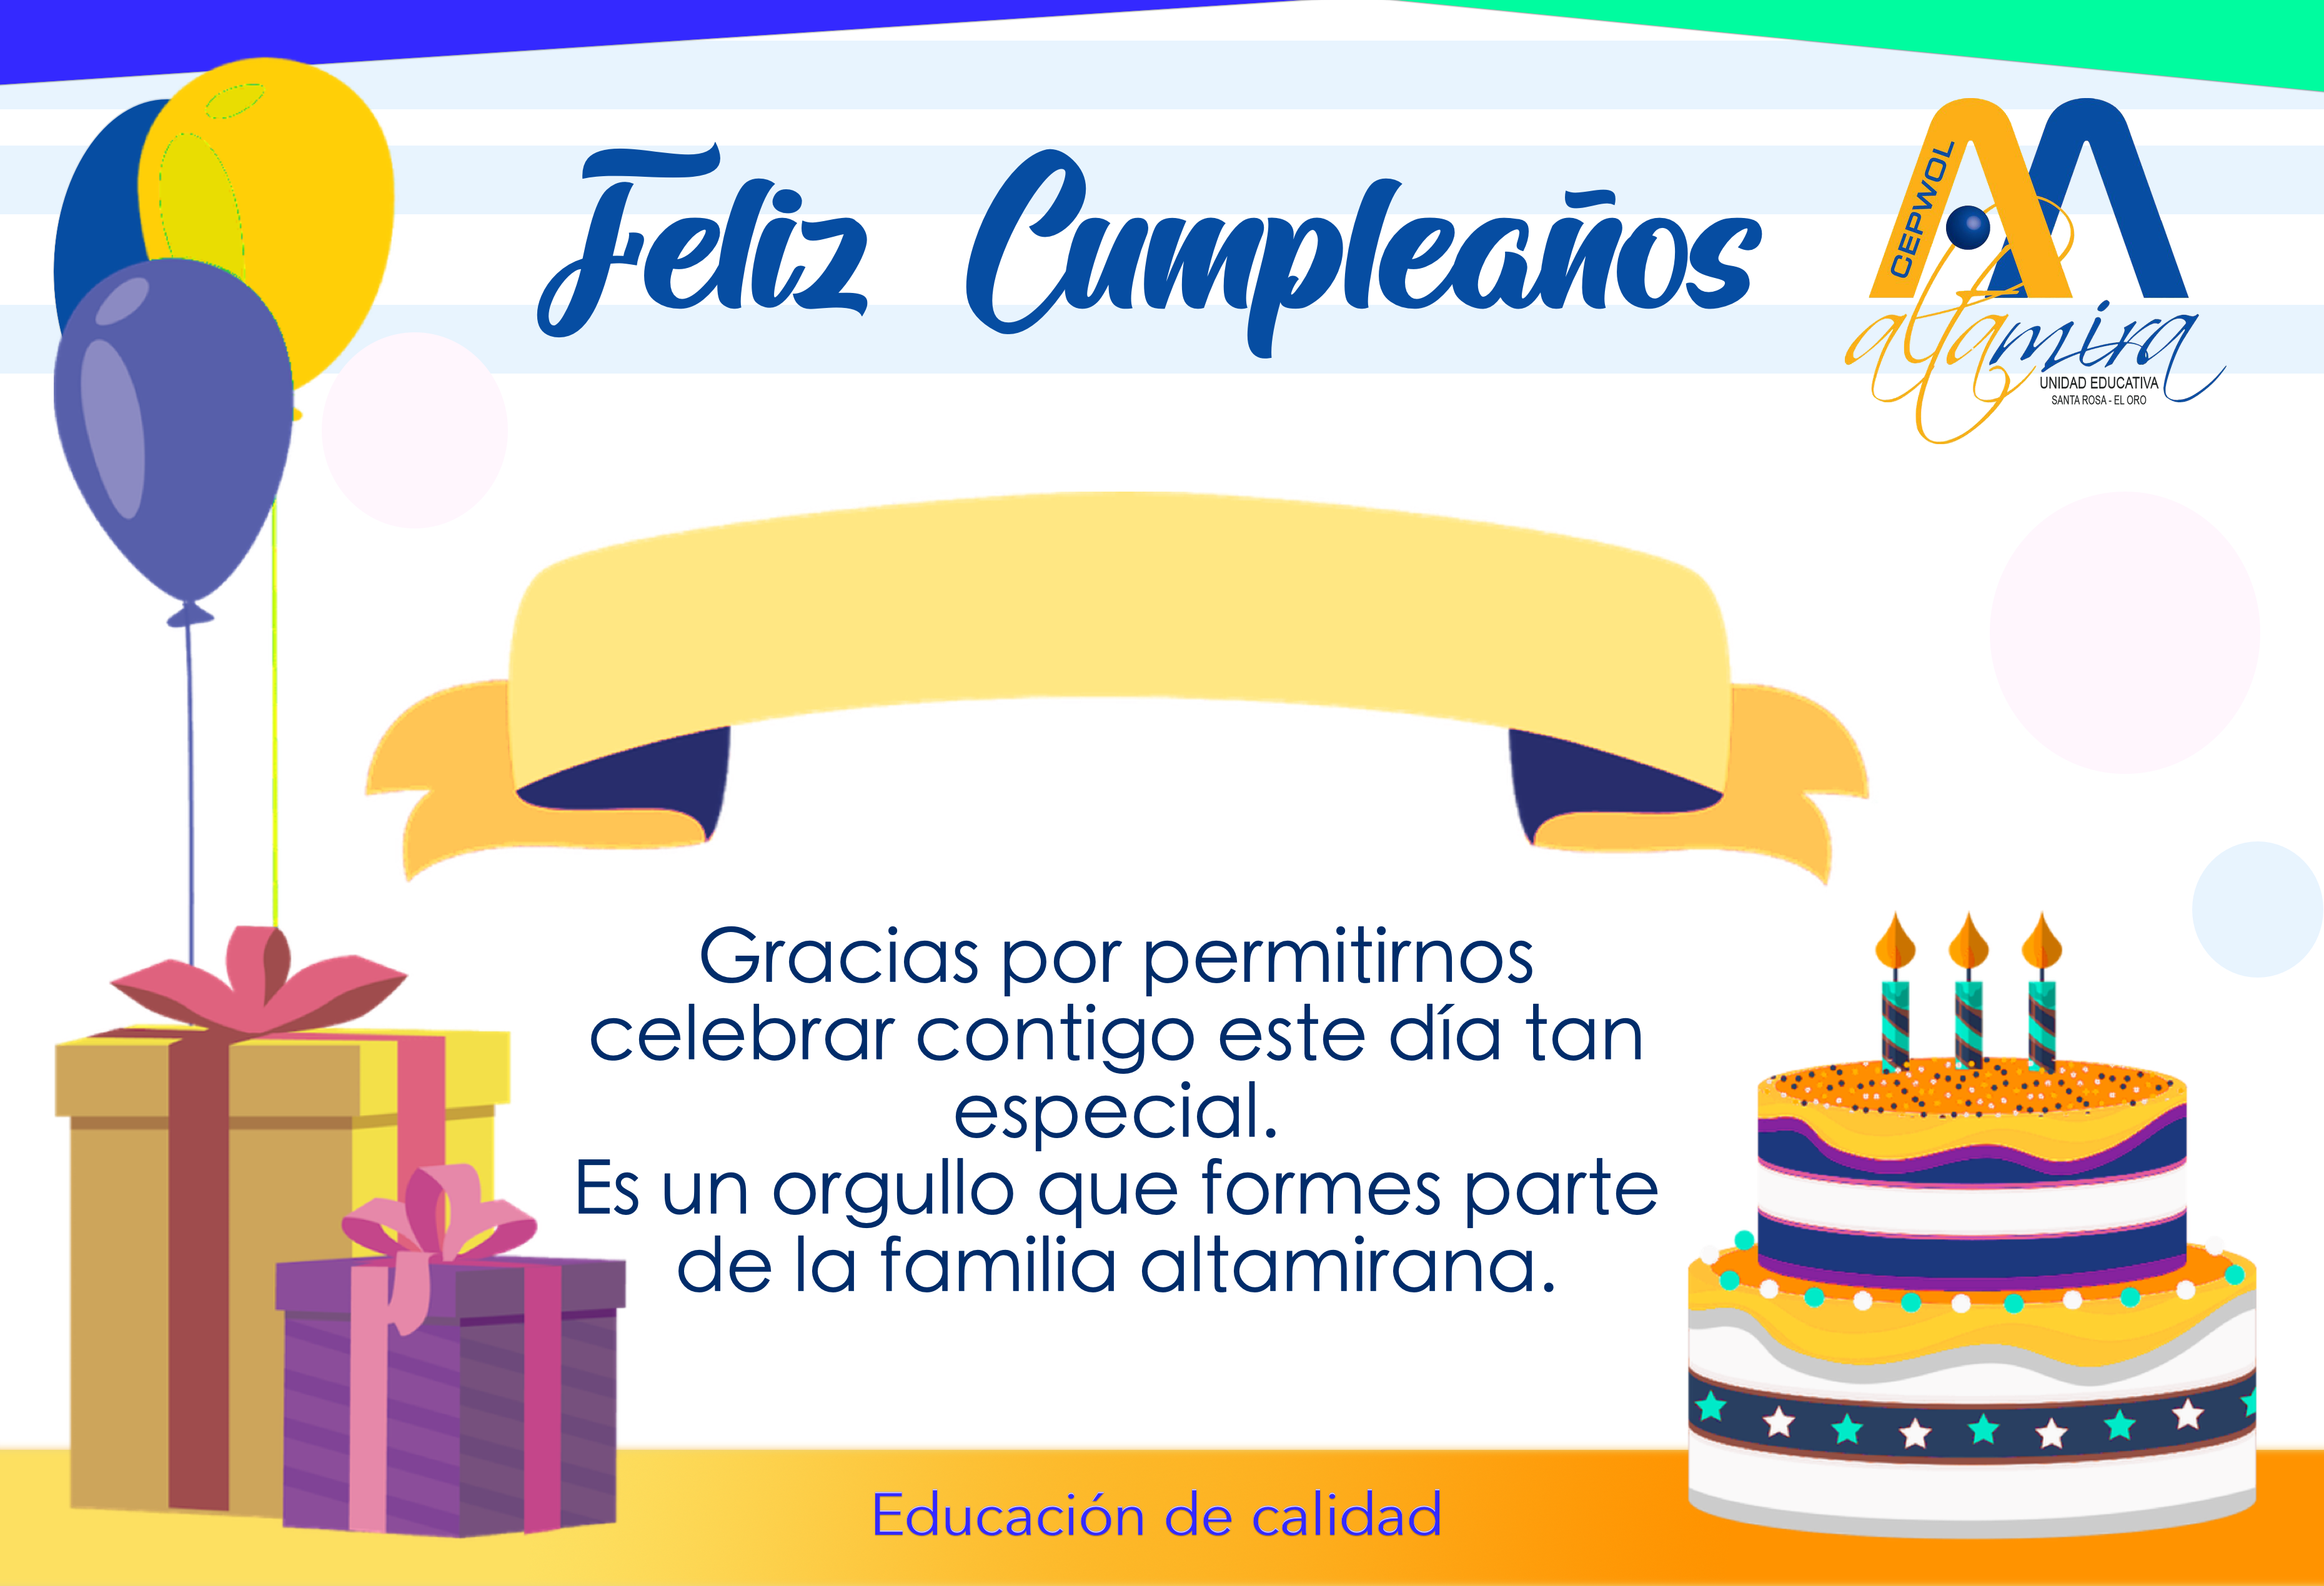 Feliz Cumpleaños
CEPWOL
altamira
UNIDAD EDUCATIVA
SANTA ROSA - EL ORO
Gracias por permitirnos
celebrar contigo este día tan
especial.
Es un orgullo que formes parte
de la familia altamirana.
Educación de calidad